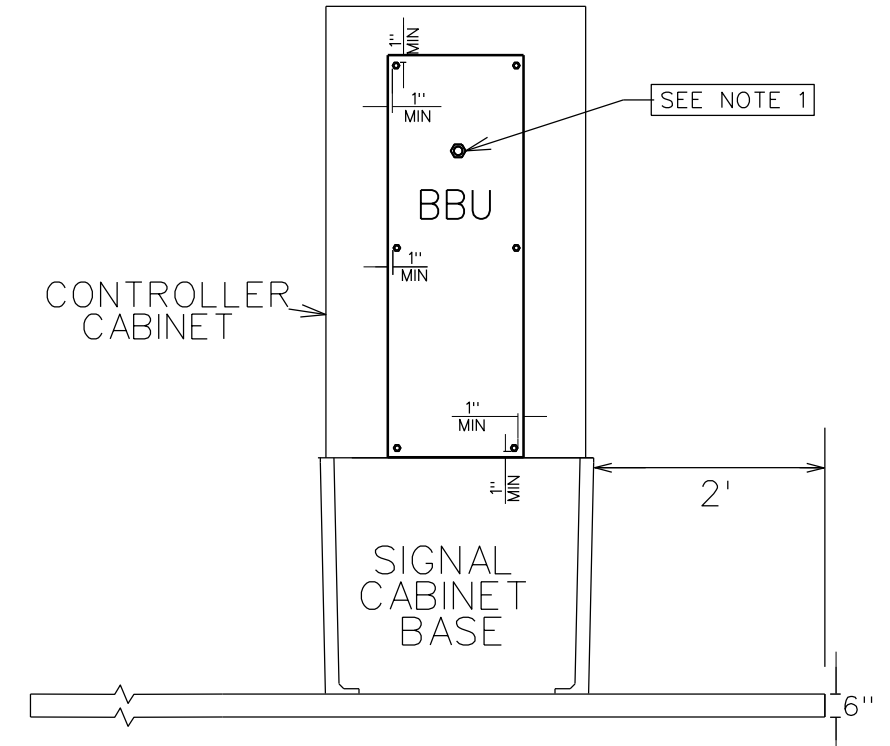 1"
MIN
1"
MIN
SEE NOTE 1
BBU
1"
MIN
CONTROLLER
CABINET
1"
MIN
1"
MIN
2'
SIGNAL
CABINET
BASE
6"